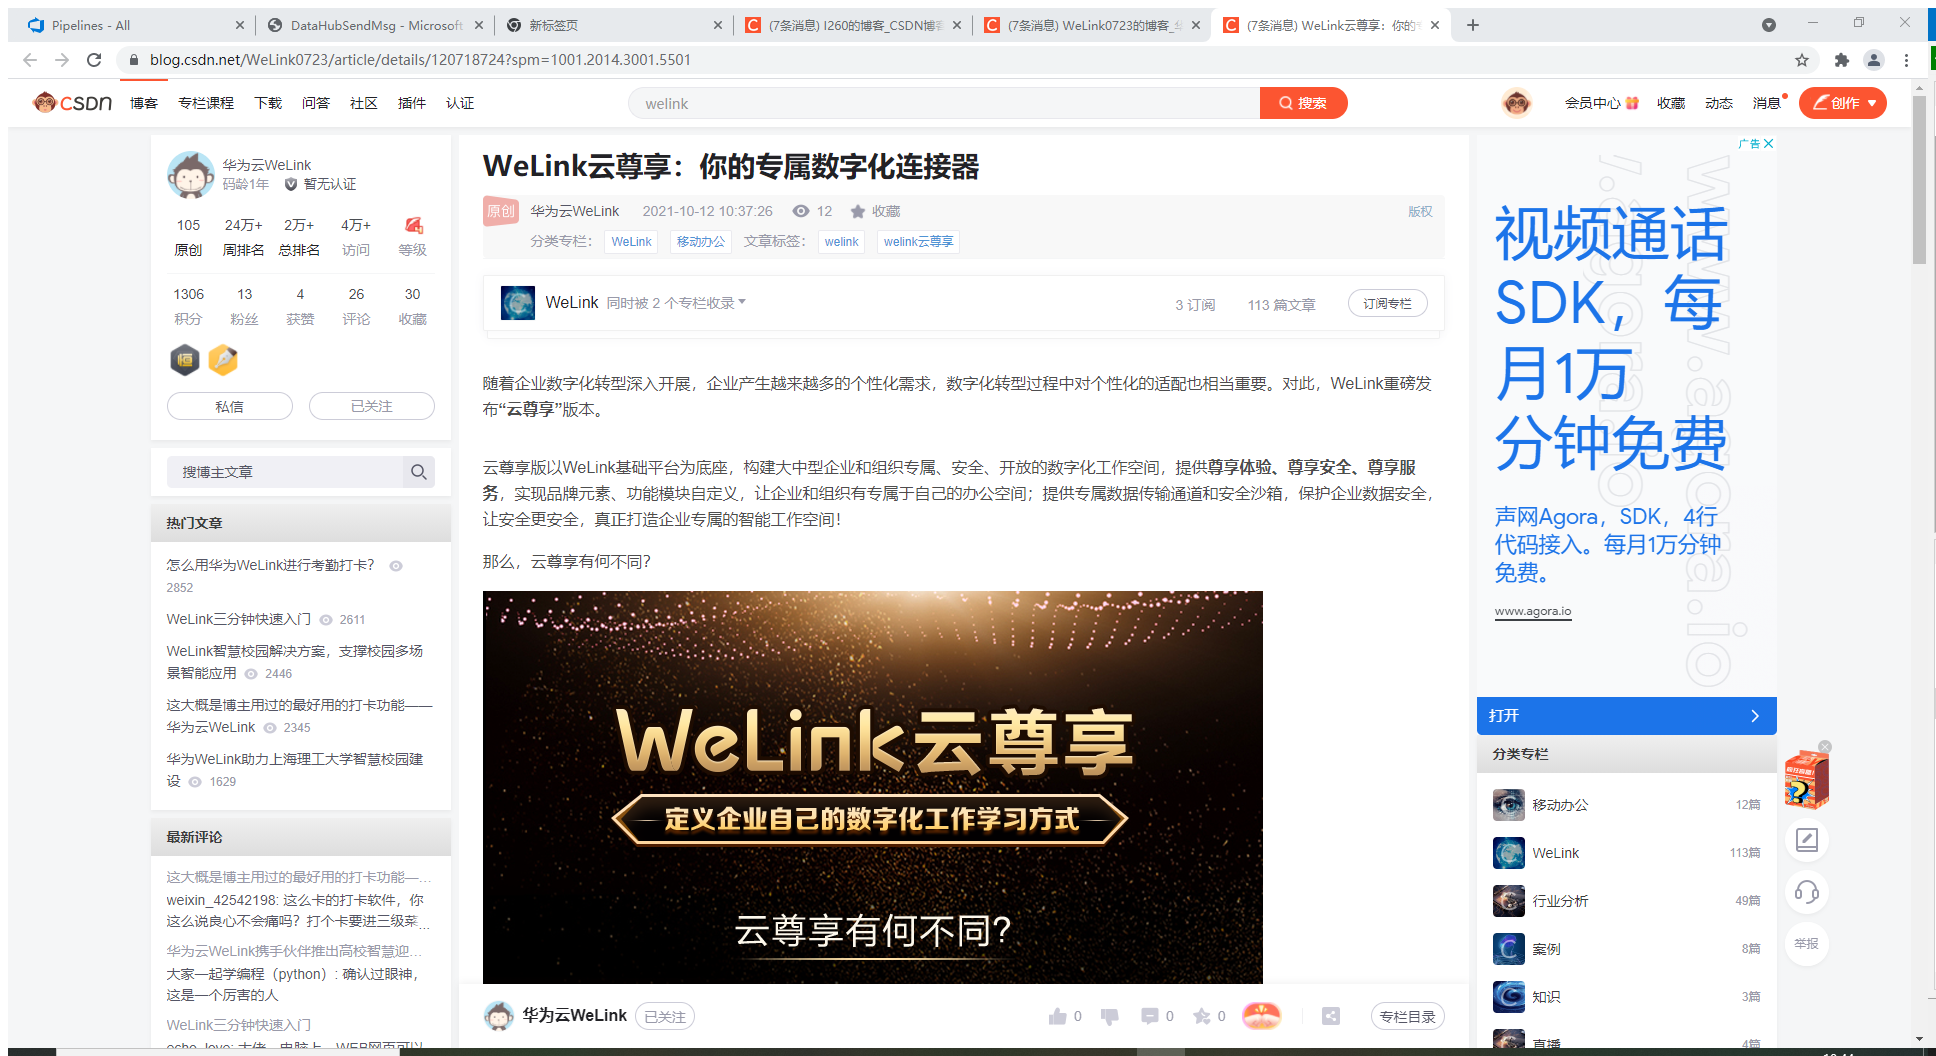 Pipelines - All
DataHubSendMsg - Microsoft
新标签页
(7条消息) I260的博客_CSDN博客
(7条消息) WeLink0723的博客_华
(7条消息) WeLink云尊享：你的专
blog.csdn.net/WeLink0723/article/details/120718724?spm=1001.2014.3001.5501
CSDN 博客 专栏课程 下载 问答 社区 插件 认证
welink
搜索
会员中心 收藏 动态 消息 创作
华为云WeLink
码龄1年 暂无认证
105 24万+ 2万+ 4万+
原创 周排名 总排名 访问 等级
1306 13 4 26 30
积分 粉丝 获赞 评论 收藏
恒
私信 已关注
搜博主文章
热门文章
怎么用华为WeLink进行考勤打卡？
2852
WeLink三分钟快速入门 2611
WeLink智慧校园解决方案，支撑校园多场
景智能应用 2446
这大概是博主用过的最好用的打卡功能——
华为云WeLink 2345
华为WeLink助力上海理工大学智慧校园建
设 1629
最新评论
这大概是博主用过的最好用的打卡功能—...
weixin_42542198: 这么卡的打卡软件，你
这么说良心不会痛吗？打个卡要进三级菜...
华为云WeLink携手伙伴推出高校智慧迎...
大家一起学编程（python）: 确认过眼神，
这是一个厉害的人
WeLink三分钟快速入门
echo_love: 大佬，电脑上，WEB网页可以
WeLink云尊享：你的专属数字化连接器
原创 华为云WeLink 2021-10-12 10:37:26 12 收藏 版权
分类专栏： WeLink 移动办公 文章标签： welink welink云尊享
WeLink 同时被 2 个专栏收录 3 订阅 113 篇文章 订阅专栏
随着企业数字化转型深入开展，企业产生越来越多的个性化需求，数字化转型过程中对个性化的适配也相当重要。对此，WeLink重磅发
布“云尊享”版本。
云尊享版以WeLink基础平台为底座，构建大中型企业和组织专属、安全、开放的数字化工作空间，提供尊享体验、尊享安全、尊享服
务，实现品牌元素、功能模块自定义，让企业和组织有专属于自己的办公空间；提供专属数据传输通道和安全沙箱，保护企业数据安全，
让安全更安全，真正打造企业专属的智能工作空间！
那么，云尊享有何不同？
WeLink云尊享
定义企业自己的数字化工作学习方式
云尊享有何不同？
华为云WeLink 已关注 0 0 0 专栏目录
广告
视频通话
SDK，每
月1万
分钟免费
声网Agora，SDK，4行
代码接入。每月1万分钟
免费。
www.agora.io
www.agora.io
打开
分类专栏
移动办公 12篇
WeLink 113篇
行业分析 49篇
案例 8篇
知识 3篇
直播 4篇
举报